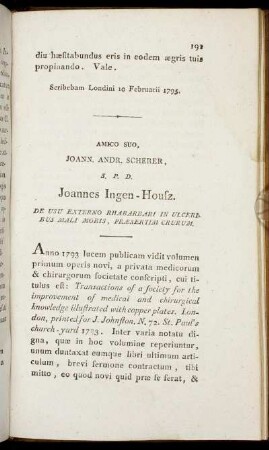 192
diu hæsitabundus eris in eodem ægris tuis
propinando. Vale.
Scribebam Londini 10 Februarii 1795.
AMICO SUO,
JOANN. ANDR. SCHERER,
S. P. D.
Joannes Ingen-Housz.
DE USU EXTERNO RHABARBARI IN ULCERI-
BUS MALI MORIS, PRÆSERTIM CRURUM.
Anno 1793 lucem publicam vidit volumen
primum operis novi, a privata medicorum
& chirurgorum societate conscripti, cui ti-
tulus est: Transactions of a society for the
improvement of medical and chirurgical
knowledge illustrated with copper plates. Lon-
don, printed for J. Johnston, N. 72. St. Paul's
church-yard 1793. Inter varia notatu di-
gna, quæ in hoc volumine reperiuntur,
unum duntaxat eumque libri ultimum arti-
culum, brevi sermone contractum, tibi
mitto, eo quod novi quid præ se ferat, &